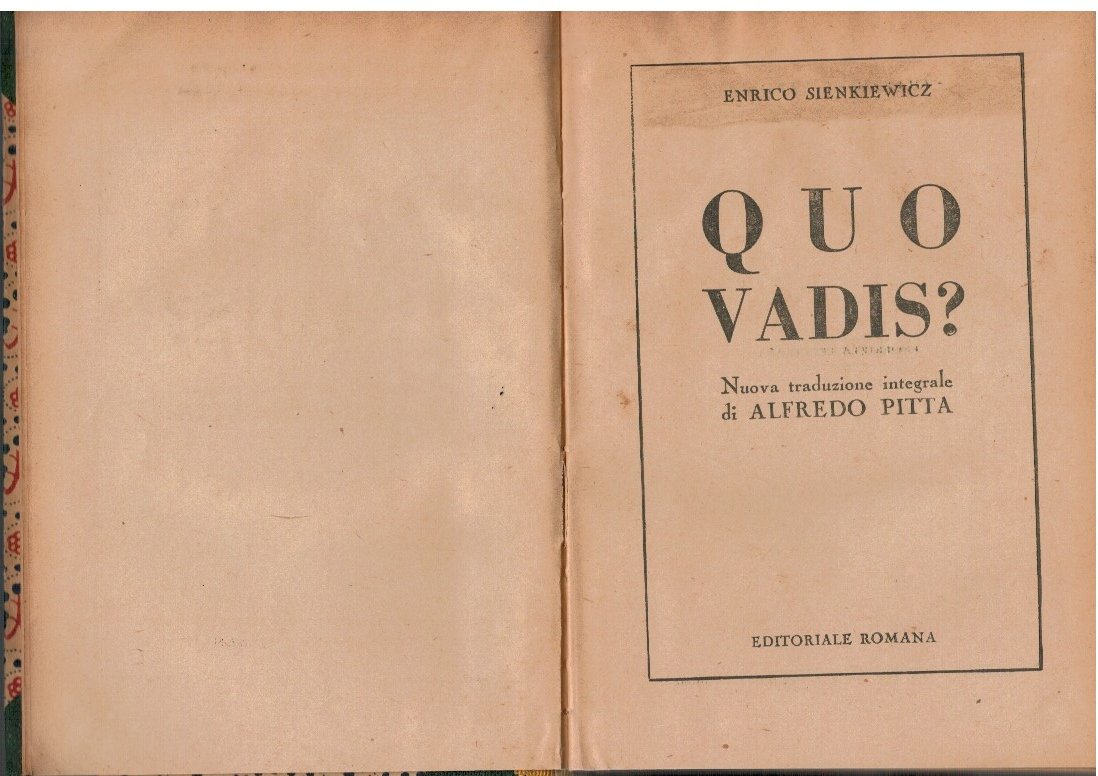 ENRICO SIENKIEWICZ
QUO
VADIS?
Nuova traduzione integrale
di ALFREDO PITTA
EDITORIALE ROMANA